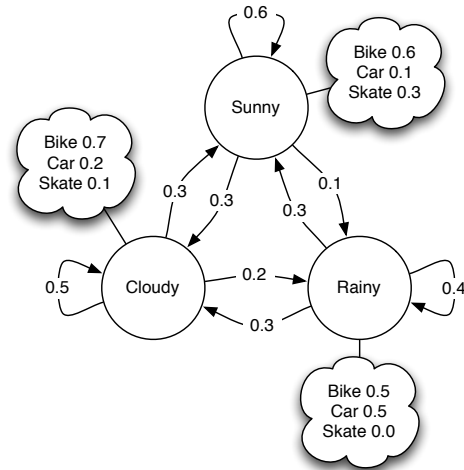 0.6
Bike 0.6
Car 0.1
Skate 0.3
Sunny
Bike 0.7
Car 0.2
Skate 0.1
0.3
0.3
0.1
0.3
0.5
Cloudy
0.2
Rainy
0.4
0.3
Bike 0.5
Car 0.5
Skate 0.0